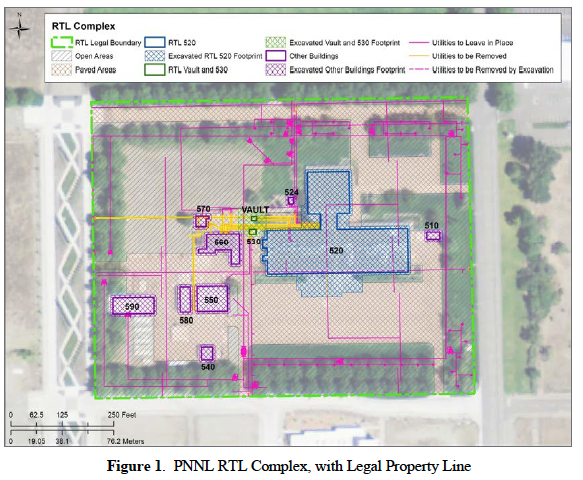 N
RTL Complex
RTL Legal Boundary
Open Areas
Paved Areas
RTL 520
Excavated RTL 520 Footprint
RTL Vault and 530
Excavated Vault and 530 Footprint
Other Buildings
Excavated Other Buildings Footprint
Utilities to Leave in Place
Utilities to be Removed
Utilities to be Removed by Excavation
524
570
VAULT
510
530
560
520
590
580
550
540
0 62.5 125 250 Feet
0 19.05 38.1 76.2 Meters
Figure 1. PNNL RTL Complex, with Legal Property Line